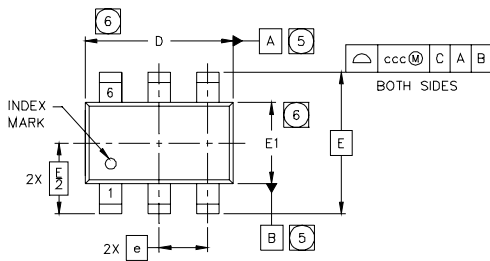 6
D
A 5
⌓ ccc Ⓜ C A B
BOTH SIDES
6
INDEX
MARK
6
E1
E
2X E/2
1
B 5
2X e